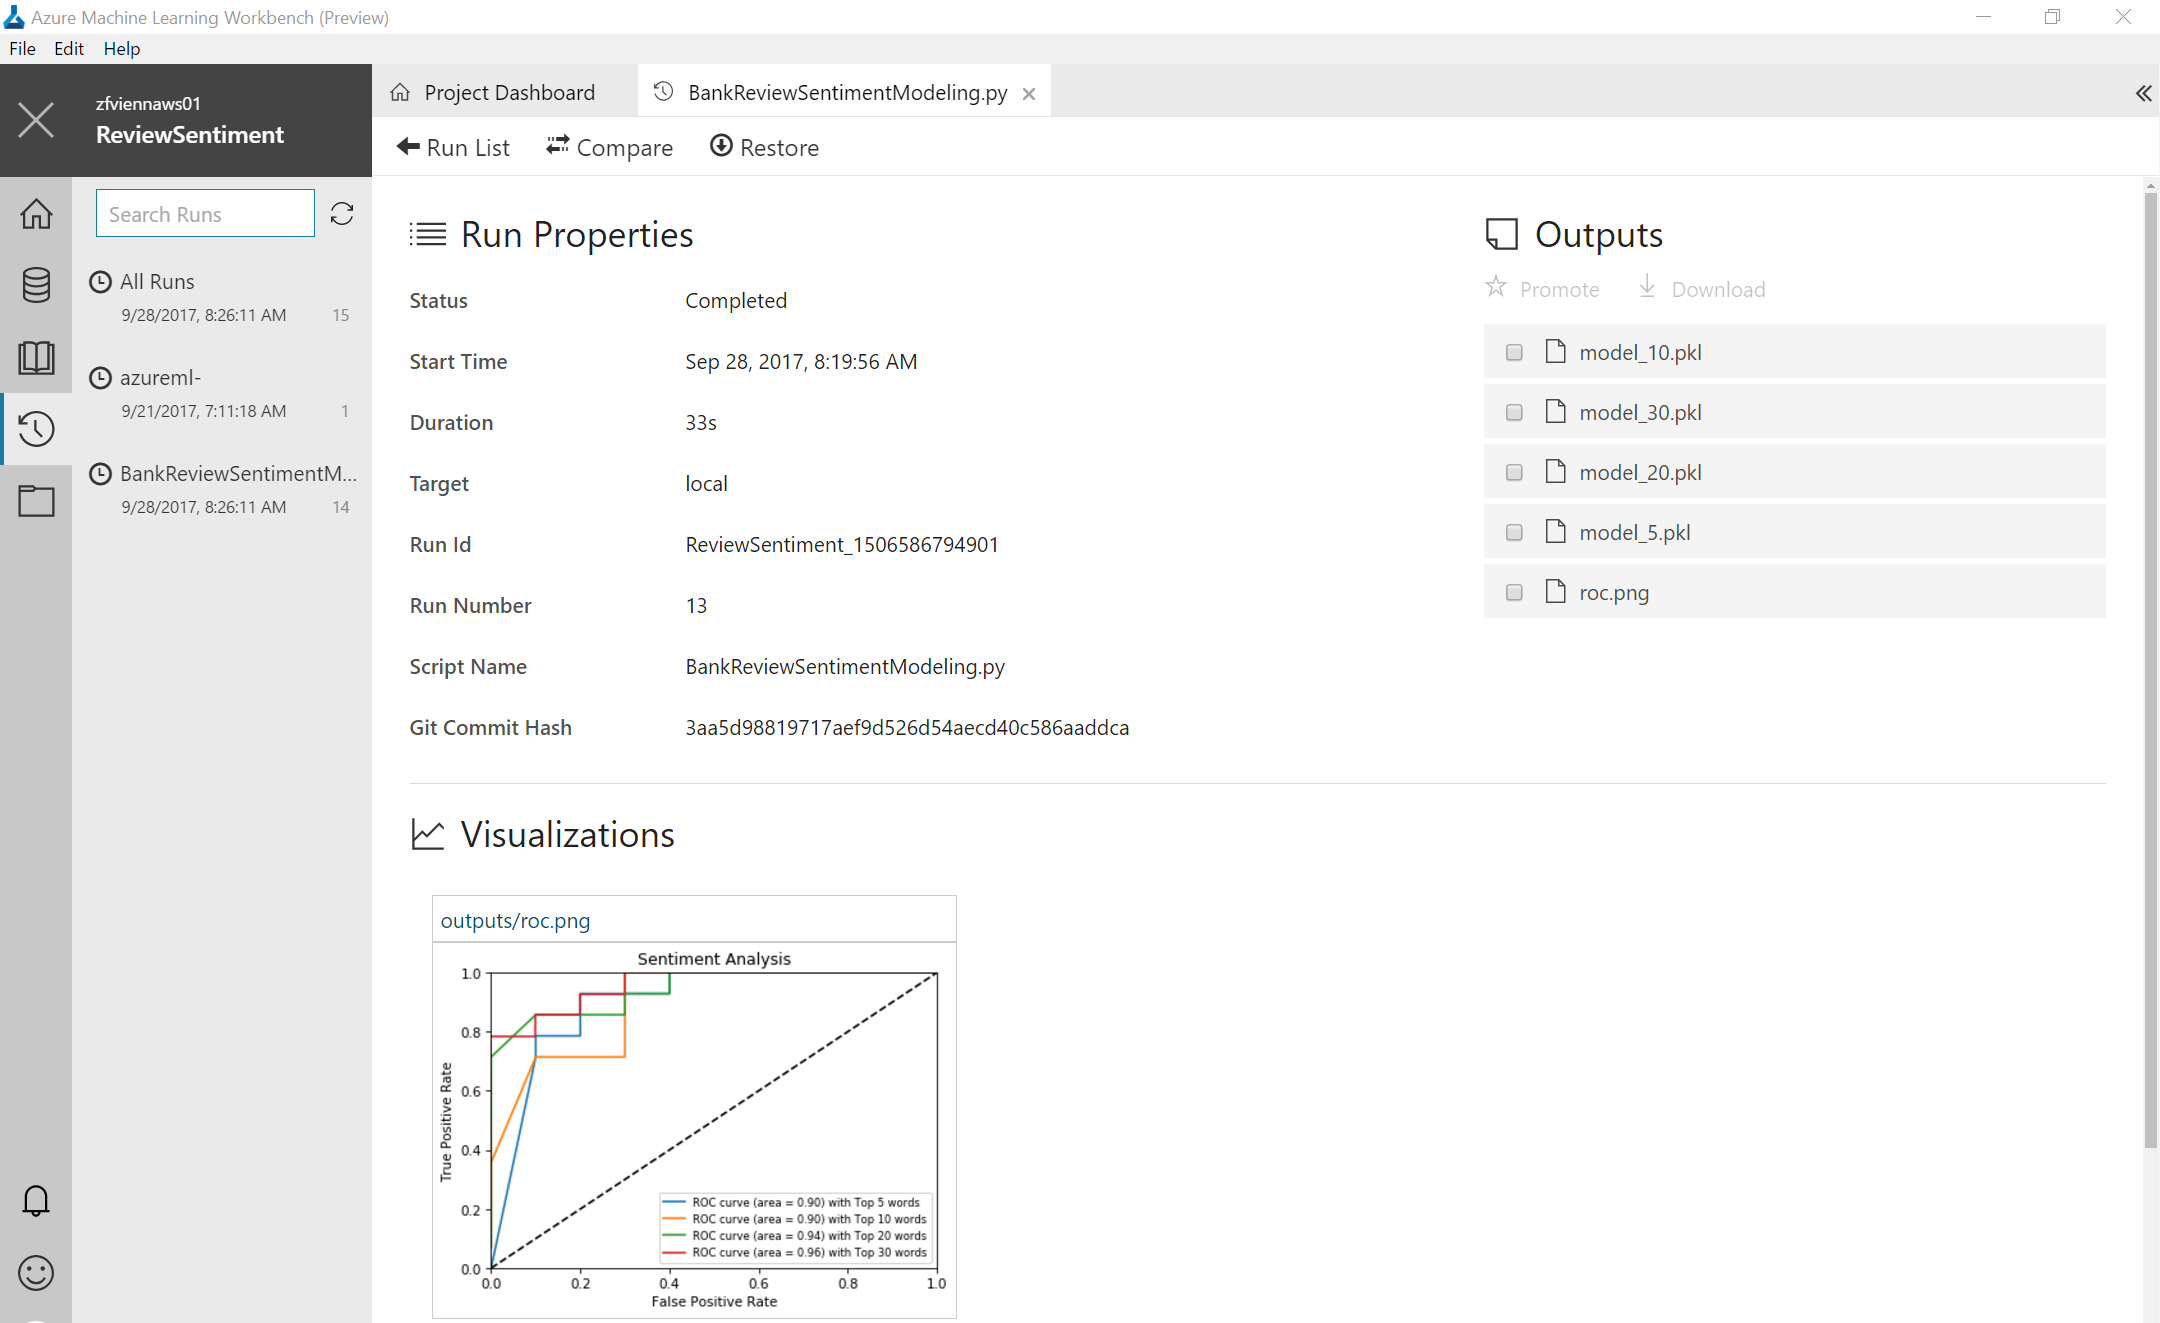 Azure Machine Learning Workbench (Preview)
File Edit Help
zfviennaws01
ReviewSentiment
Project Dashboard
BankReviewSentimentModeling.py
Run List
Compare
Restore
Search Runs
All Runs
9/28/2017, 8:26:11 AM 15
azureml-
9/21/2017, 7:11:18 AM 1
BankReviewSentimentM...
9/28/2017, 8:26:11 AM 14
Run Properties
Status Completed
Start Time Sep 28, 2017, 8:19:56 AM
Duration 33s
Target local
Run Id ReviewSentiment_1506586794901
Run Number 13
Script Name BankReviewSentimentModeling.py
Git Commit Hash 3aa5d98819717aef9d526d54aecd40c586aaddca
Outputs
Promote Download
model_10.pkl
model_30.pkl
model_20.pkl
model_5.pkl
roc.png
Visualizations
outputs/roc.png
Sentiment Analysis
1.0
0.8
0.6
0.4
0.2
0.0
True Positive Rate
ROC curve (area = 0.90) with Top 5 words
ROC curve (area = 0.90) with Top 10 words
ROC curve (area = 0.94) with Top 20 words
ROC curve (area = 0.96) with Top 30 words
0.0 0.2 0.4 0.6 0.8 1.0
False Positive Rate